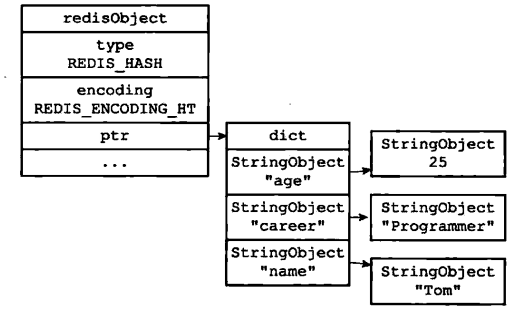 redisObject
type
REDIS_HASH
encoding
REDIS_ENCODING_HT
ptr
...
dict
StringObject
"age"
StringObject
"career"
StringObject
"name"
StringObject
25
StringObject
"Programmer"
StringObject
"Tom"